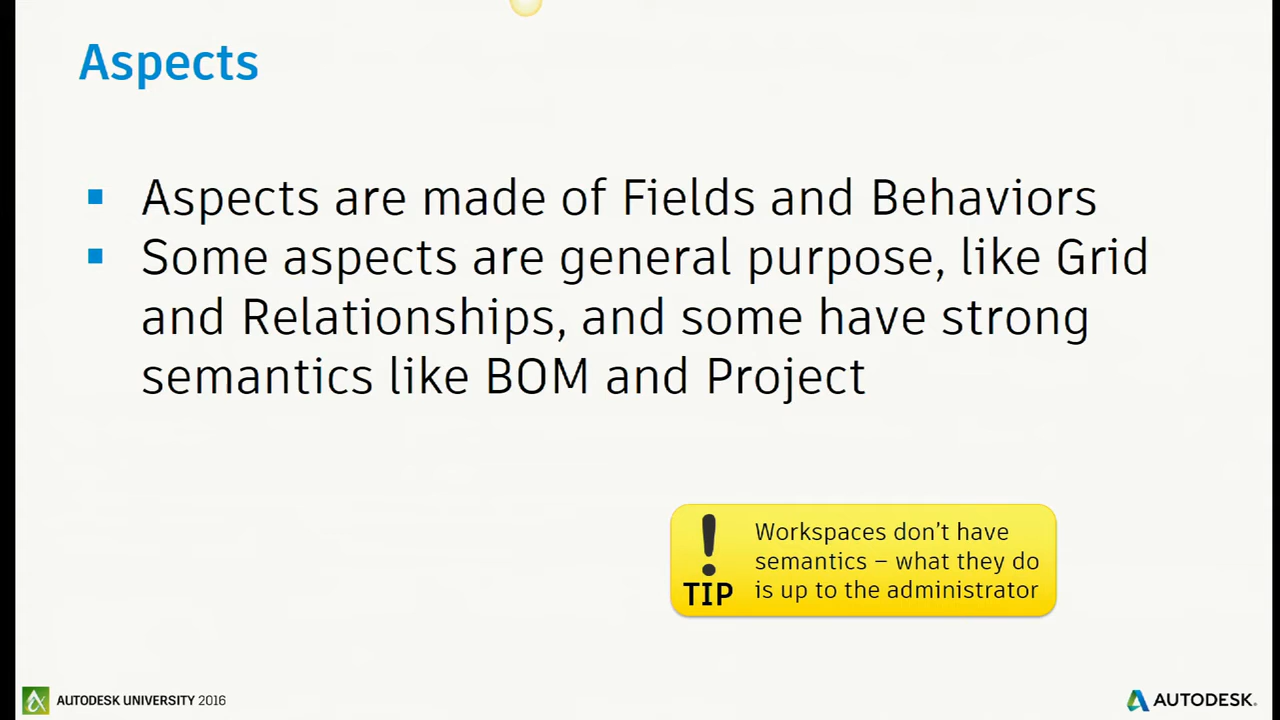 Aspects
▪ Aspects are made of Fields and Behaviors
▪ Some aspects are general purpose, like Grid
and Relationships, and some have strong
semantics like BOM and Project
! TIP
Workspaces don’t have
semantics – what they do
is up to the administrator
AUTODESK UNIVERSITY 2016
AUTODESK.